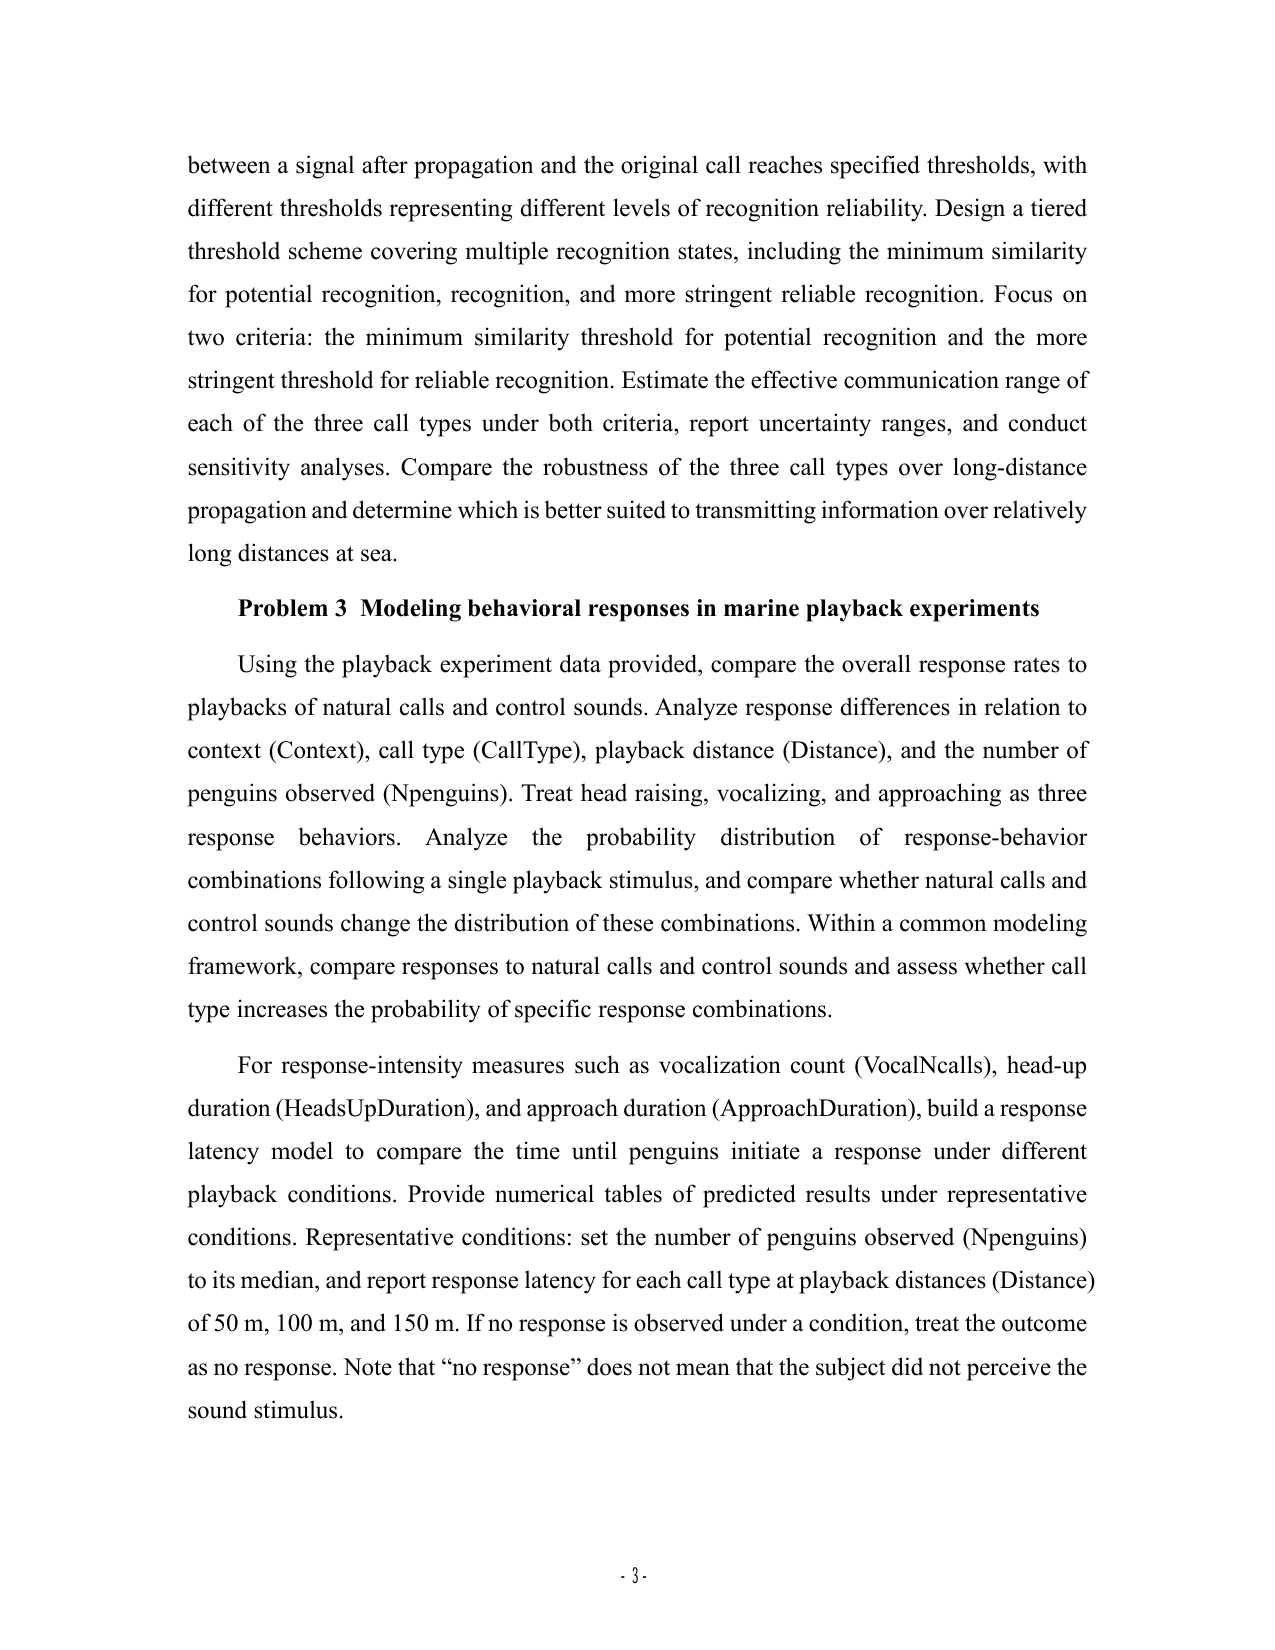 between a signal after propagation and the original call reaches specified thresholds, with
different thresholds representing different levels of recognition reliability. Design a tiered
threshold scheme covering multiple recognition states, including the minimum similarity
for potential recognition, recognition, and more stringent reliable recognition. Focus on
two criteria: the minimum similarity threshold for potential recognition and the more
stringent threshold for reliable recognition. Estimate the effective communication range of
each of the three call types under both criteria, report uncertainty ranges, and conduct
sensitivity analyses. Compare the robustness of the three call types over long-distance
propagation and determine which is better suited to transmitting information over relatively
long distances at sea.
Problem 3 Modeling behavioral responses in marine playback experiments
Using the playback experiment data provided, compare the overall response rates to
playbacks of natural calls and control sounds. Analyze response differences in relation to
context (Context), call type (CallType), playback distance (Distance), and the number of
penguins observed (Npenguins). Treat head raising, vocalizing, and approaching as three
response behaviors. Analyze the probability distribution of response-behavior
combinations following a single playback stimulus, and compare whether natural calls and
control sounds change the distribution of these combinations. Within a common modeling
framework, compare responses to natural calls and control sounds and assess whether call
type increases the probability of specific response combinations.
For response-intensity measures such as vocalization count (VocalNcalls), head-up
duration (HeadsUpDuration), and approach duration (ApproachDuration), build a response
latency model to compare the time until penguins initiate a response under different
playback conditions. Provide numerical tables of predicted results under representative
conditions. Representative conditions: set the number of penguins observed (Npenguins)
to its median, and report response latency for each call type at playback distances (Distance)
of 50 m, 100 m, and 150 m. If no response is observed under a condition, treat the outcome
as no response. Note that “no response” does not mean that the subject did not perceive the
sound stimulus.
- 3 -